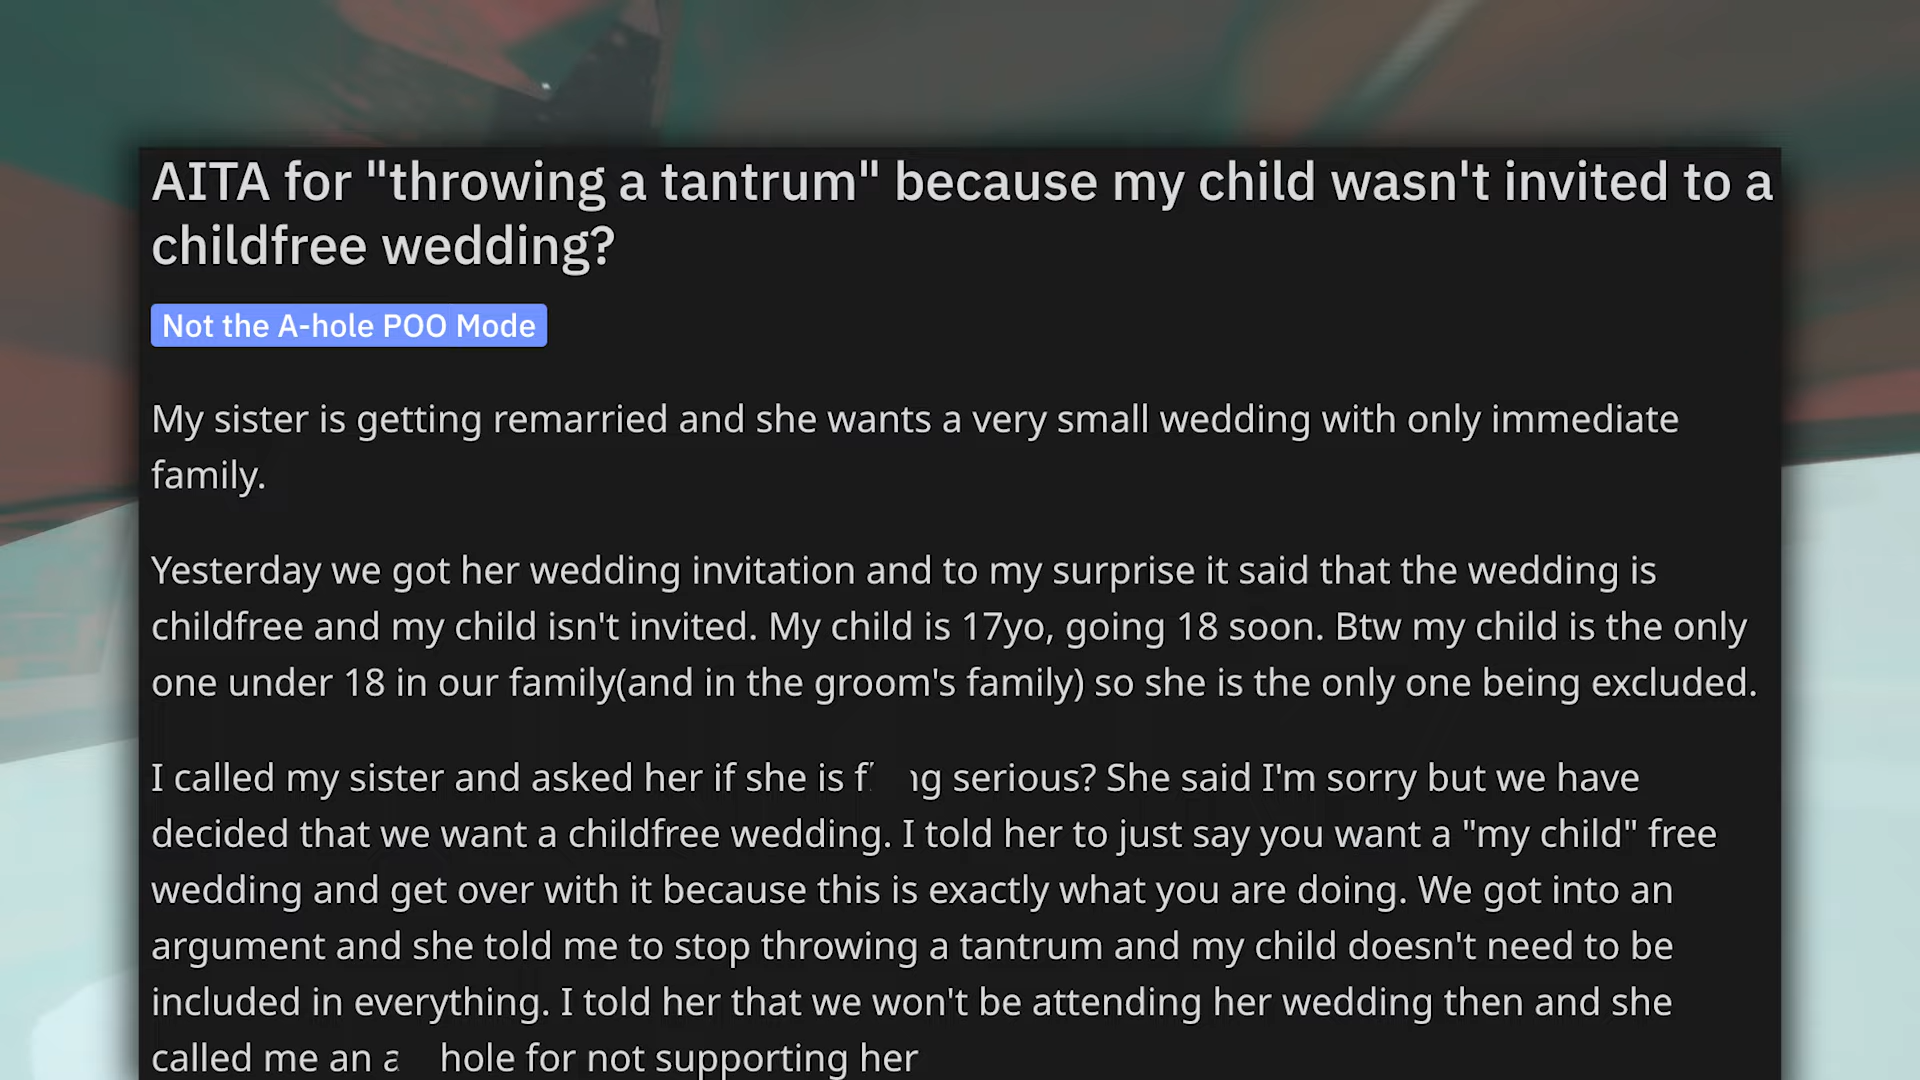 AITA for "throwing a tantrum" because my child wasn't invited to a
childfree wedding?
Not the A-hole POO Mode
My sister is getting remarried and she wants a very small wedding with only immediate
family.
Yesterday we got her wedding invitation and to my surprise it said that the wedding is
childfree and my child isn't invited. My child is 17yo, going 18 soon. Btw my child is the only
one under 18 in our family(and in the groom's family) so she is the only one being excluded.
I called my sister and asked her if she is serious? She said I'm sorry but we have
decided that we want a childfree wedding. I told her to just say you want a "my child" free
wedding and get over with it because this is exactly what you are doing. We got into an
argument and she told me to stop throwing a tantrum and my child doesn't need to be
included in everything. I told her that we won't be attending her wedding then and she
called me an a hole for not supporting her